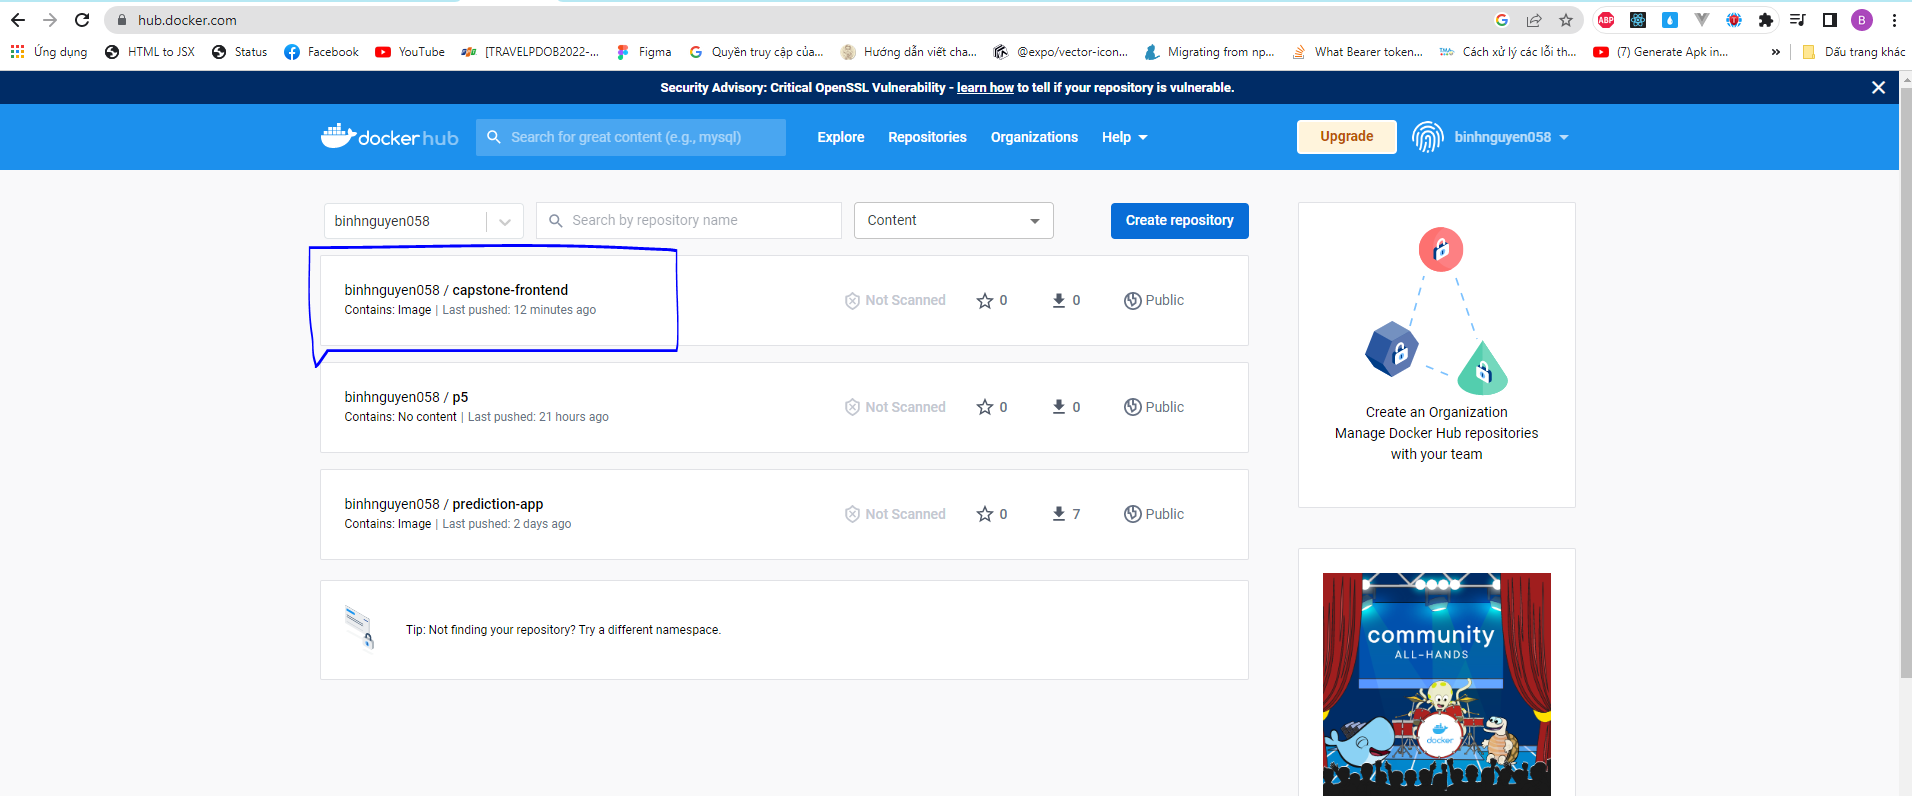 hub.docker.com
Ứng dụng HTML to JSX Status Facebook YouTube [TRAVELPDOB2022-... Figma Quyền truy cập của... Hướng dẫn viết cha... @expo/vector-icon... Migrating from np... What Bearer token... Cách xử lý các lỗi th... (7) Generate Apk in... » Dấu trang khác
Security Advisory: Critical OpenSSL Vulnerability - learn how to tell if your repository is vulnerable.
docker hub Search for great content (e.g., mysql) Explore Repositories Organizations Help Upgrade binhnguyen058
binhnguyen058 Search by repository name Content Create repository
binhnguyen058 / capstone-frontend
Contains: Image | Last pushed: 12 minutes ago
Not Scanned 0 0 Public
binhnguyen058 / p5
Contains: No content | Last pushed: 21 hours ago
Not Scanned 0 0 Public
binhnguyen058 / prediction-app
Contains: Image | Last pushed: 2 days ago
Not Scanned 0 7 Public
Tip: Not finding your repository? Try a different namespace.
Create an Organization
Manage Docker Hub repositories
with your team
community
ALL-HANDS
docker
ABP
B